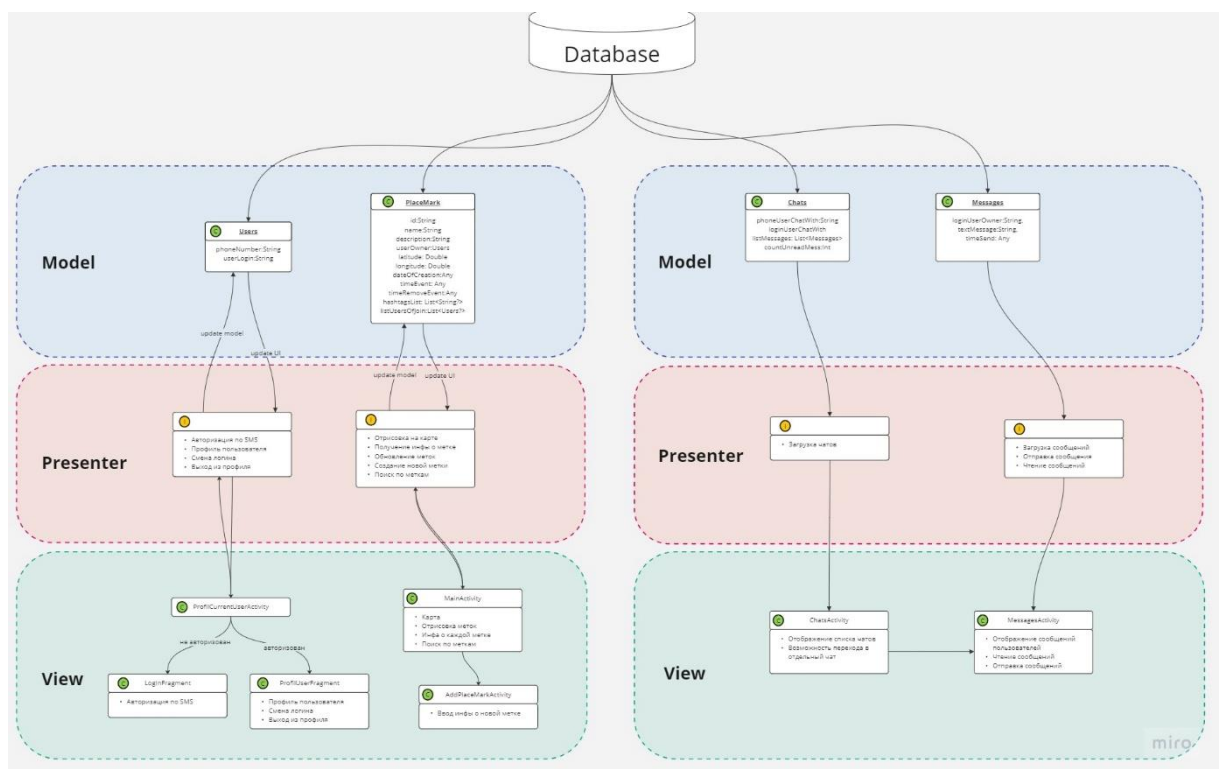 Database
Model
C
Users
phoneNumber:String
userLogin:String
C
PlaceMark
id:String
name:String
description:String
userOwner:Users
latitude: Double
longitude: Double
dateOfCreation:Any
timeEvent: Any
timeRemoveEvent:Any
hashtagsList: List<String?>
listUsersOfJoin:List<Users?>
update model
update UI
update model
update UI
Presenter
I
Авторизация по SMS
Профиль пользователя
Смена логина
Выход из профиля
I
Отрисовка на карте
Получение инфы о метке
Обновление меток
Создание новой метки
Поиск по меткам
View
C
ProfilCurrentUserActivity
не авторизован
авторизован
C
LoginFragment
Авторизация по SMS
C
ProfilUserFragment
Профиль пользователя
Смена логина
Выход из профиля
C
MainActivity
Карта
Отрисовка меток
Инфа о каждой метке
Поиск по меткам
C
AddPlaceMarkActivity
Ввод инфы о новой метке
Model
C
Chats
phoneUserChatWith:String
loginUserChatWith
listMessages: List<Messages>
countUnreadMess:Int
C
Messages
loginUserOwner:String,
textMessage:String,
timeSend: Any
Presenter
I
Загрузка чатов
I
Загрузка сообщений
Отправка сообщения
Чтение сообщений
View
C
ChatsActivity
Отображение списка чатов
Возможность перехода в
отдельный чат
C
MessagesActivity
Отображение сообщений
пользователей
Чтение сообщений
Отправка сообщений
miro